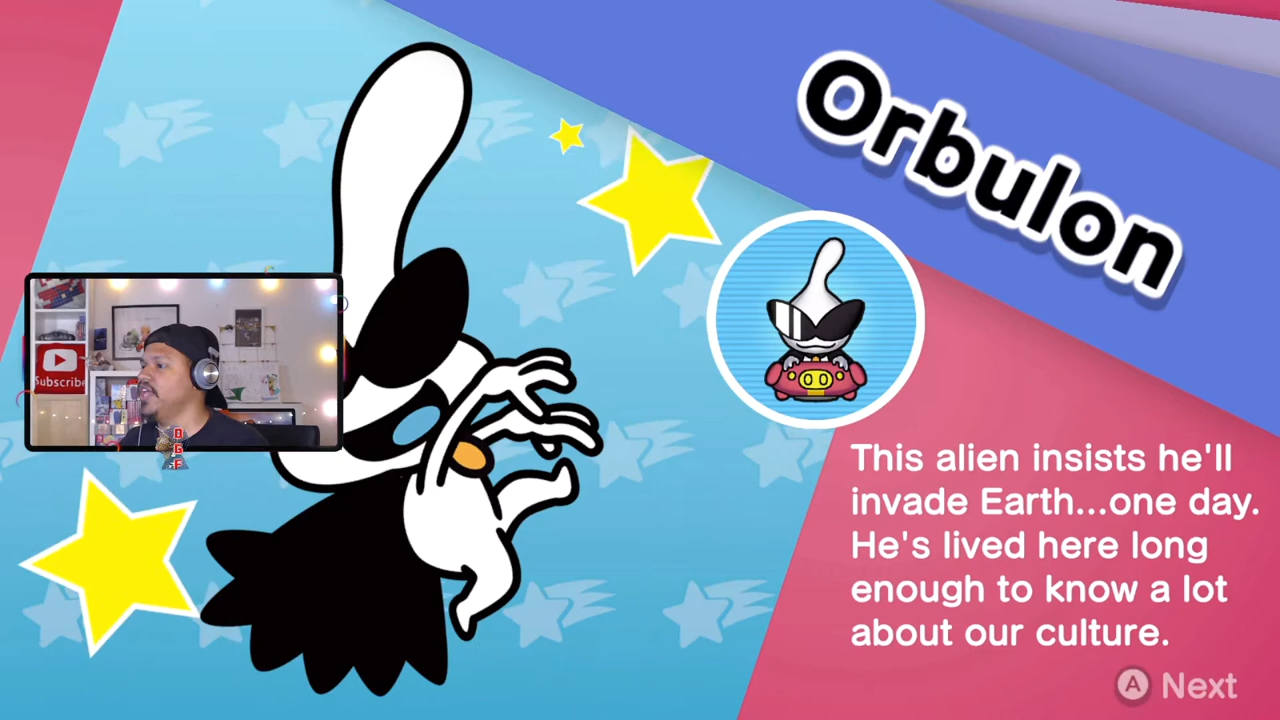 Orbulon
Subscribe
OGF
This alien insists he'll
invade Earth...one day.
He's lived here long
enough to know a lot
about our culture.
A Next